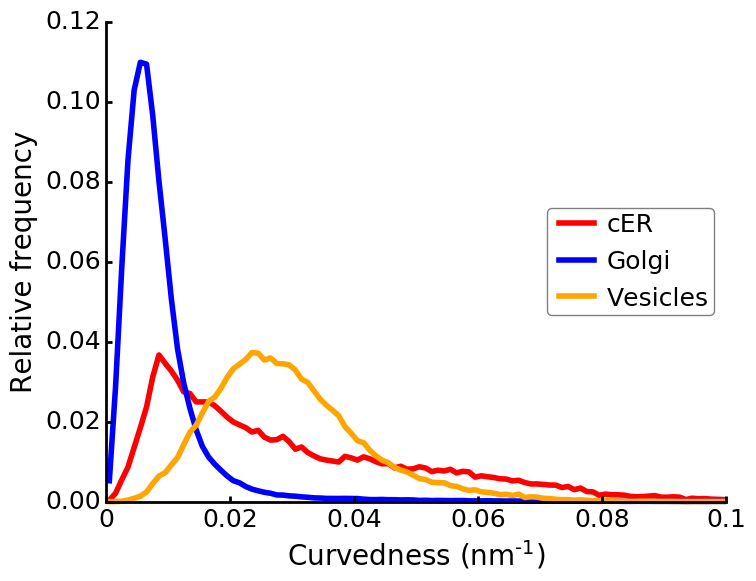 0.12
0.10
0.08
0.06
0.04
0.02
0.00
Relative frequency
cER
Golgi
Vesicles
0 0.02 0.04 0.06 0.08 0.1
Curvedness (nm⁻¹)